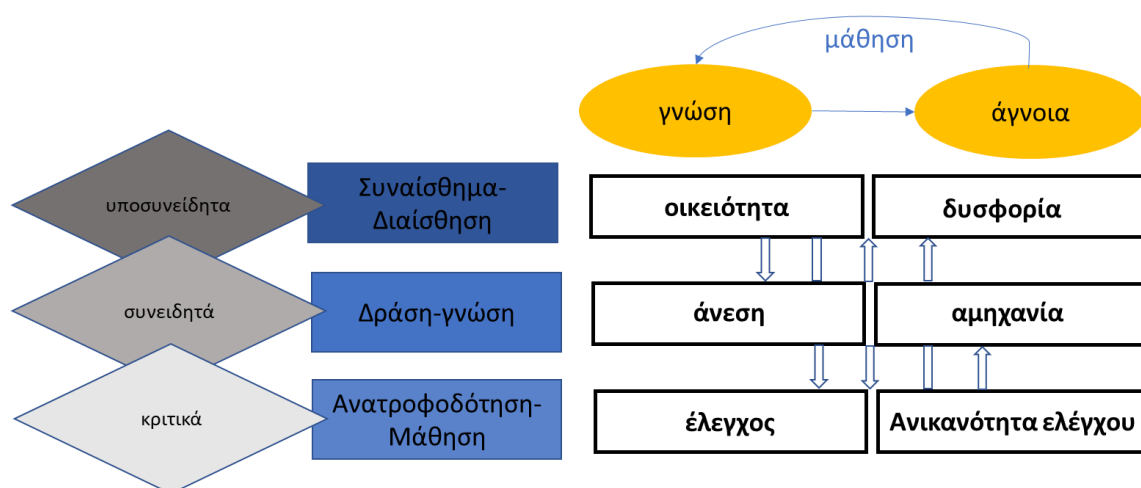 μάθηση
γνώση
άγνοια
υποσυνείδητα
Συναίσθημα-
Διαίσθηση
οικειότητα
δυσφορία
συνειδητά
Δράση-γνώση
άνεση
αμηχανία
κριτικά
Ανατροφοδότηση-
Μάθηση
έλεγχος
Ανικανότητα ελέγχου